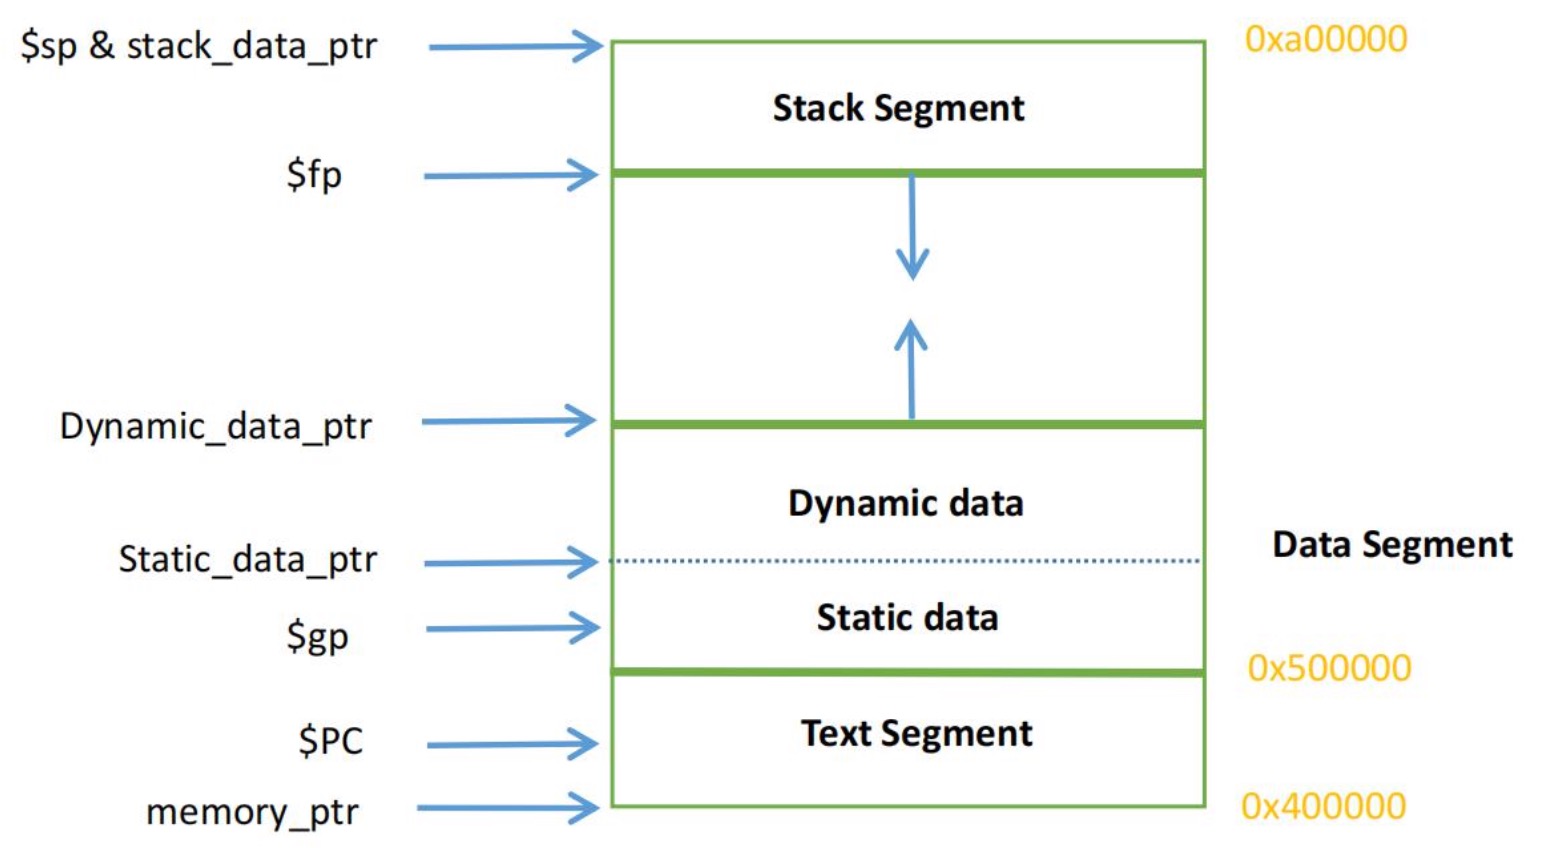 $sp & stack_data_ptr
0xa00000
Stack Segment
$fp
Dynamic_data_ptr
Dynamic data
Static_data_ptr
Data Segment
Static data
$gp
0x500000
Text Segment
$PC
memory_ptr
0x400000